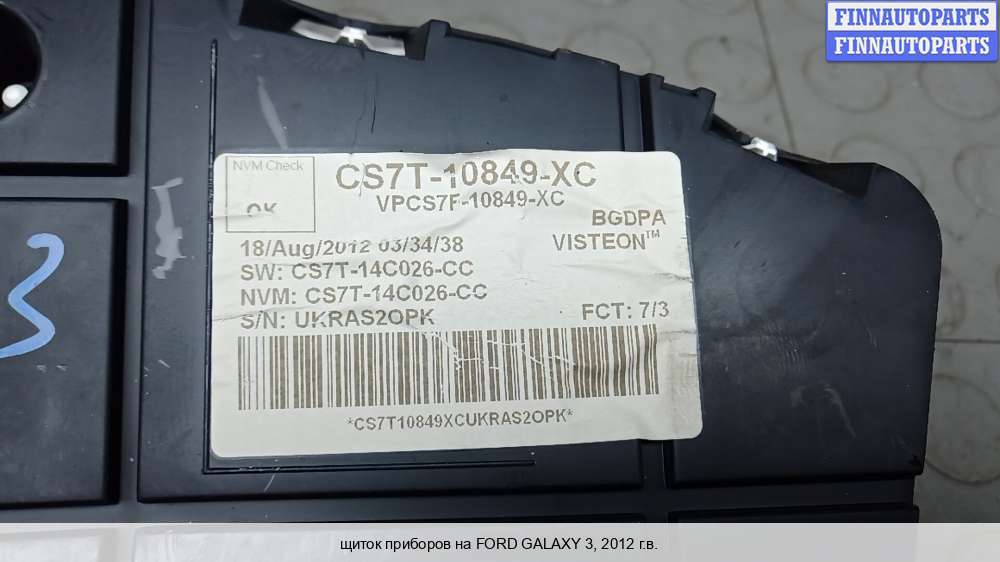 FINNAUTOPARTS
FINNAUTOPARTS
NVM Check
OK
CS7T-10849-XC
VPCS7F-10849-XC
BGDPA
18/Aug/2012 03/34/38
VISTEON™
SW: CS7T-14C026-CC
NVM: CS7T-14C026-CC
S/N: UKRAS2OPK
FCT: 7/3
*CS7T10849XCUKRAS2OPK*
3
щиток приборов на FORD GALAXY 3, 2012 г.в.